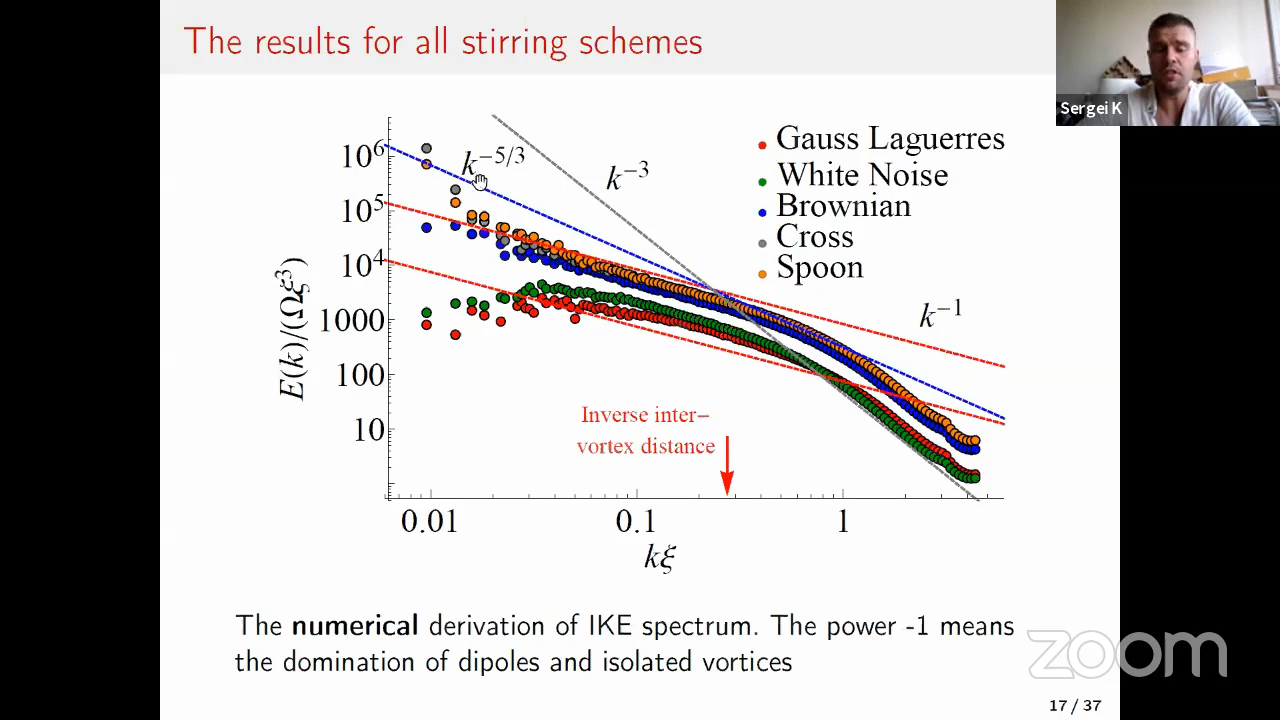 The results for all stirring schemes
Sergei K
E(k)/(Ωξ³)
10⁶
10⁵
10⁴
1000
100
10
k⁻⁵/³
k⁻³
k⁻¹
Gauss Laguerres
White Noise
Brownian
Cross
Spoon
Inverse inter–
vortex distance
0.01
0.1
1
kξ
The numerical derivation of IKE spectrum. The power -1 means
the domination of dipoles and isolated vortices
zoom
17 / 37